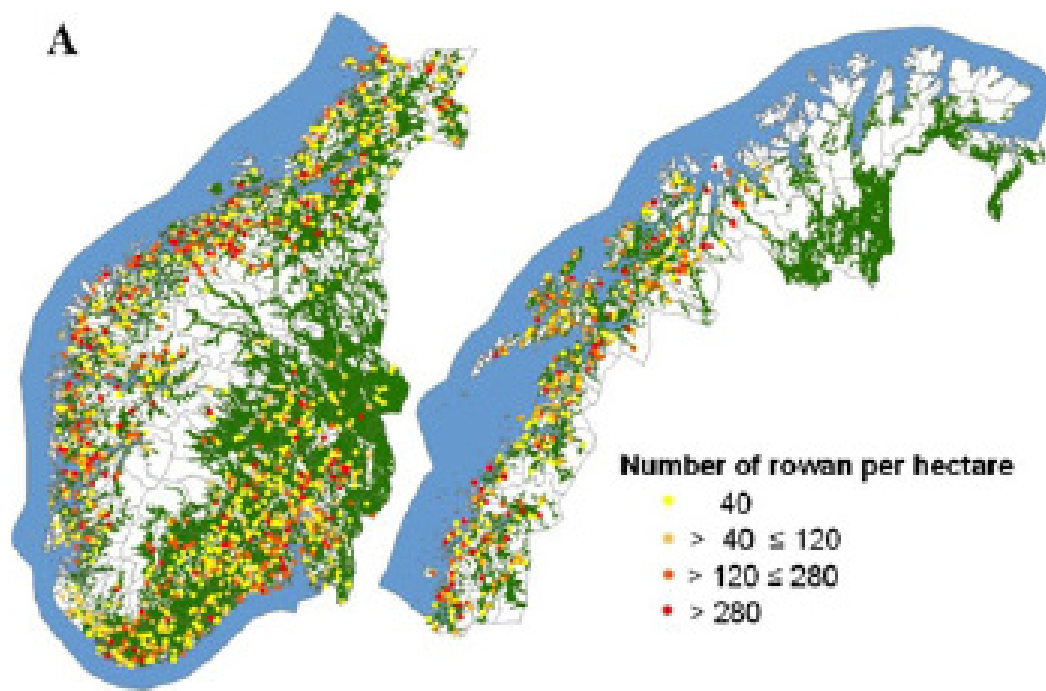 A
Number of rowan per hectare
40
> 40 ≤ 120
> 120 ≤ 280
> 280